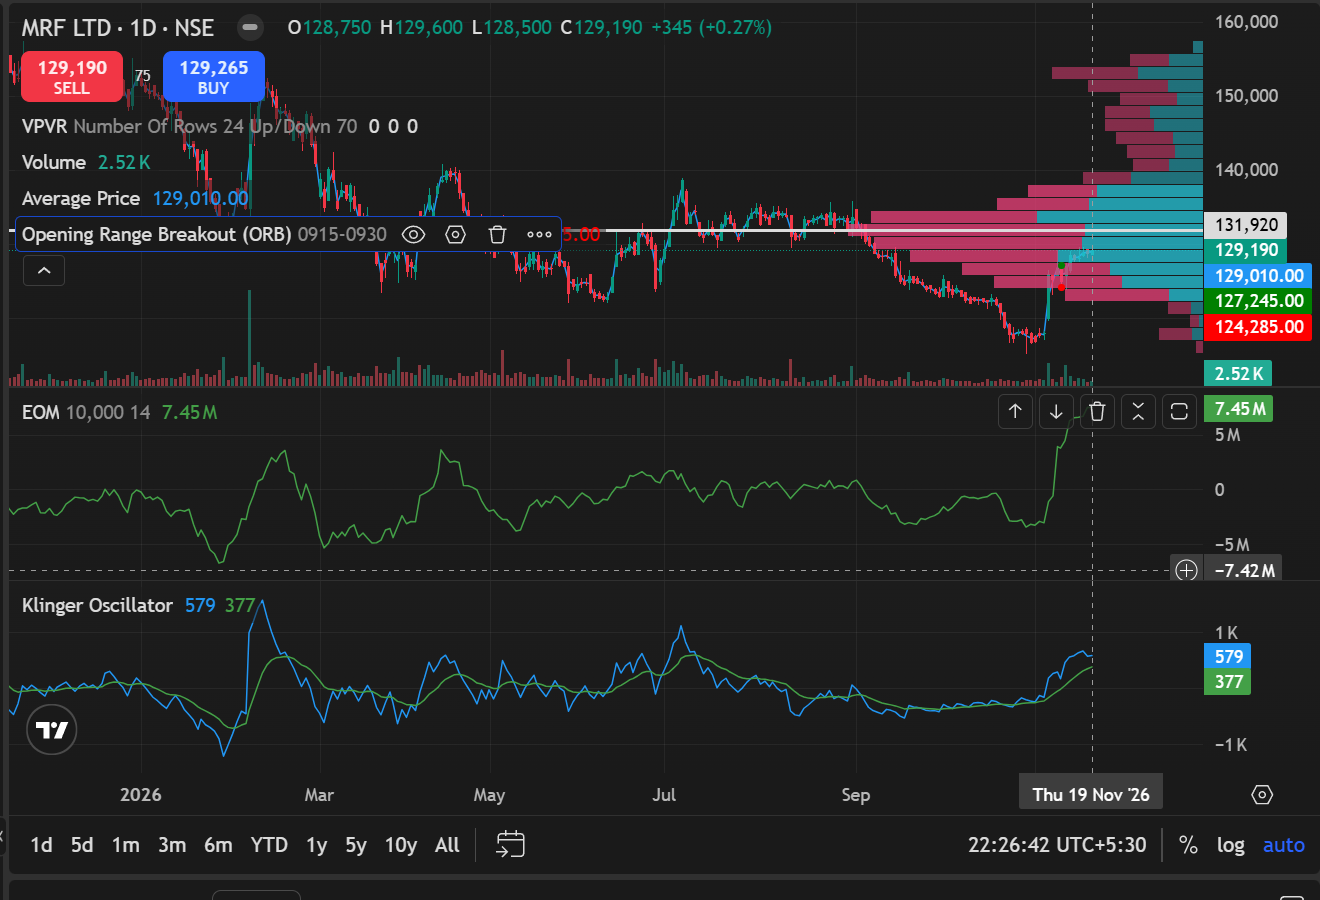 MRF LTD · 1D · NSE O128,750 H129,600 L128,500 C129,190 +345 (+0.27%)
129,190
SELL
75
129,265
BUY
VPVR Number Of Rows 24 Up/Down 70 0 0 0
Volume 2.52 K
Average Price 129,010.00
Opening Range Breakout (ORB) 0915-0930
5.00
160,000
150,000
140,000
131,920
129,190
129,010.00
127,245.00
124,285.00
2.52 K
EOM 10,000 14 7.45 M
7.45 M
5 M
0
−5 M
−7.42 M
Klinger Oscillator 579 377
1 K
579
377
−1 K
2026 Mar May Jul Sep Thu 19 Nov '26
1d 5d 1m 3m 6m YTD 1y 5y 10y All 22:26:42 UTC+5:30 % log auto